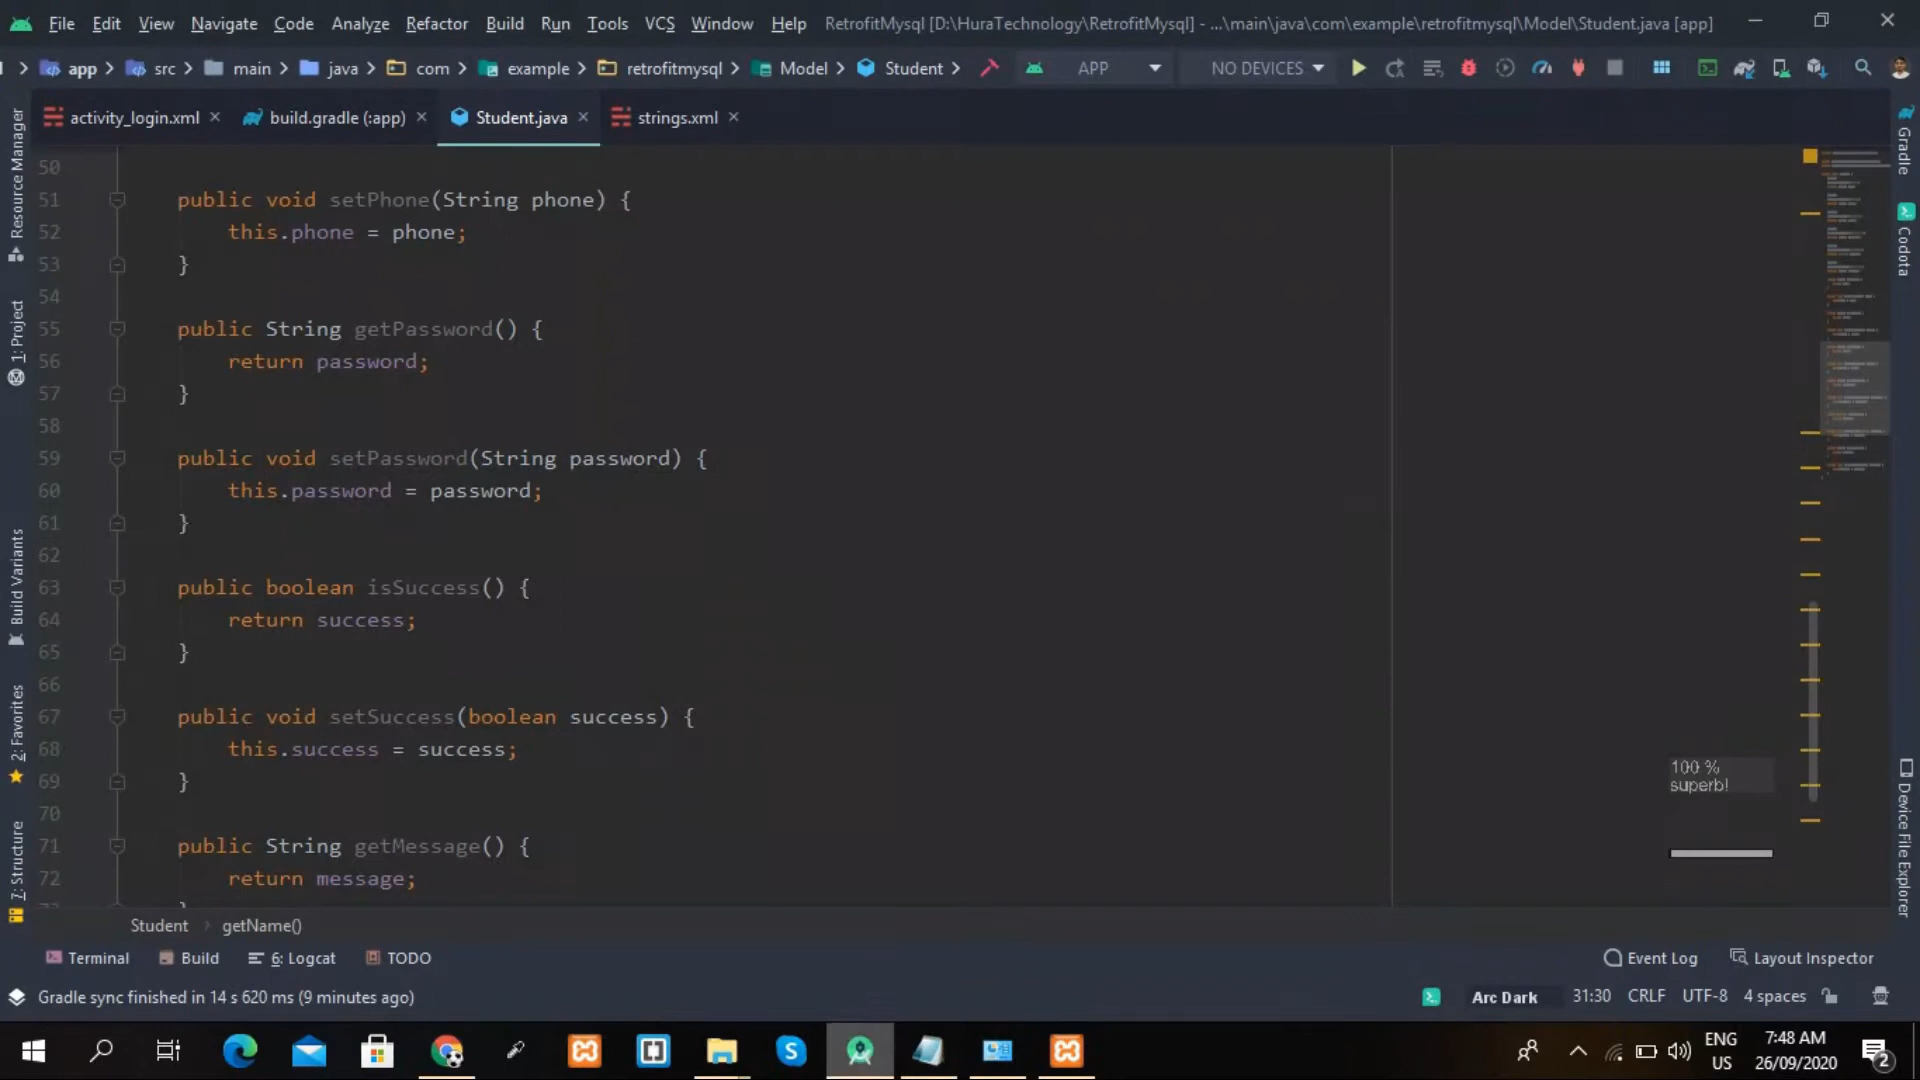 File Edit View Navigate Code Analyze Refactor Build Run Tools VCS Window Help RetrofitMysql [D:\HuraTechnology\RetrofitMysql] - ...\main\java\com\example\retrofitmysql\Model\Student.java [app]
app src main java com example retrofitmysql Model Student APP NO DEVICES
activity_login.xml build.gradle (:app) Student.java strings.xml
Resource Manager
1: Project
Build Variants
2: Favorites
7: Structure
50
51 public void setPhone(String phone) {
52 this.phone = phone;
53 }
54
55 public String getPassword() {
56 return password;
57 }
58
59 public void setPassword(String password) {
60 this.password = password;
61 }
62
63 public boolean isSuccess() {
64 return success;
65 }
66
67 public void setSuccess(boolean success) {
68 this.success = success;
69 }
70
71 public String getMessage() {
72 return message;
Gradle
Codota
Device File Explorer
100 %
superb!
Student getName()
Terminal Build 6: Logcat TODO Event Log Layout Inspector
Gradle sync finished in 14 s 620 ms (9 minutes ago) Arc Dark 31:30 CRLF UTF-8 4 spaces
ENG 7:48 AM
US 26/09/2020 2